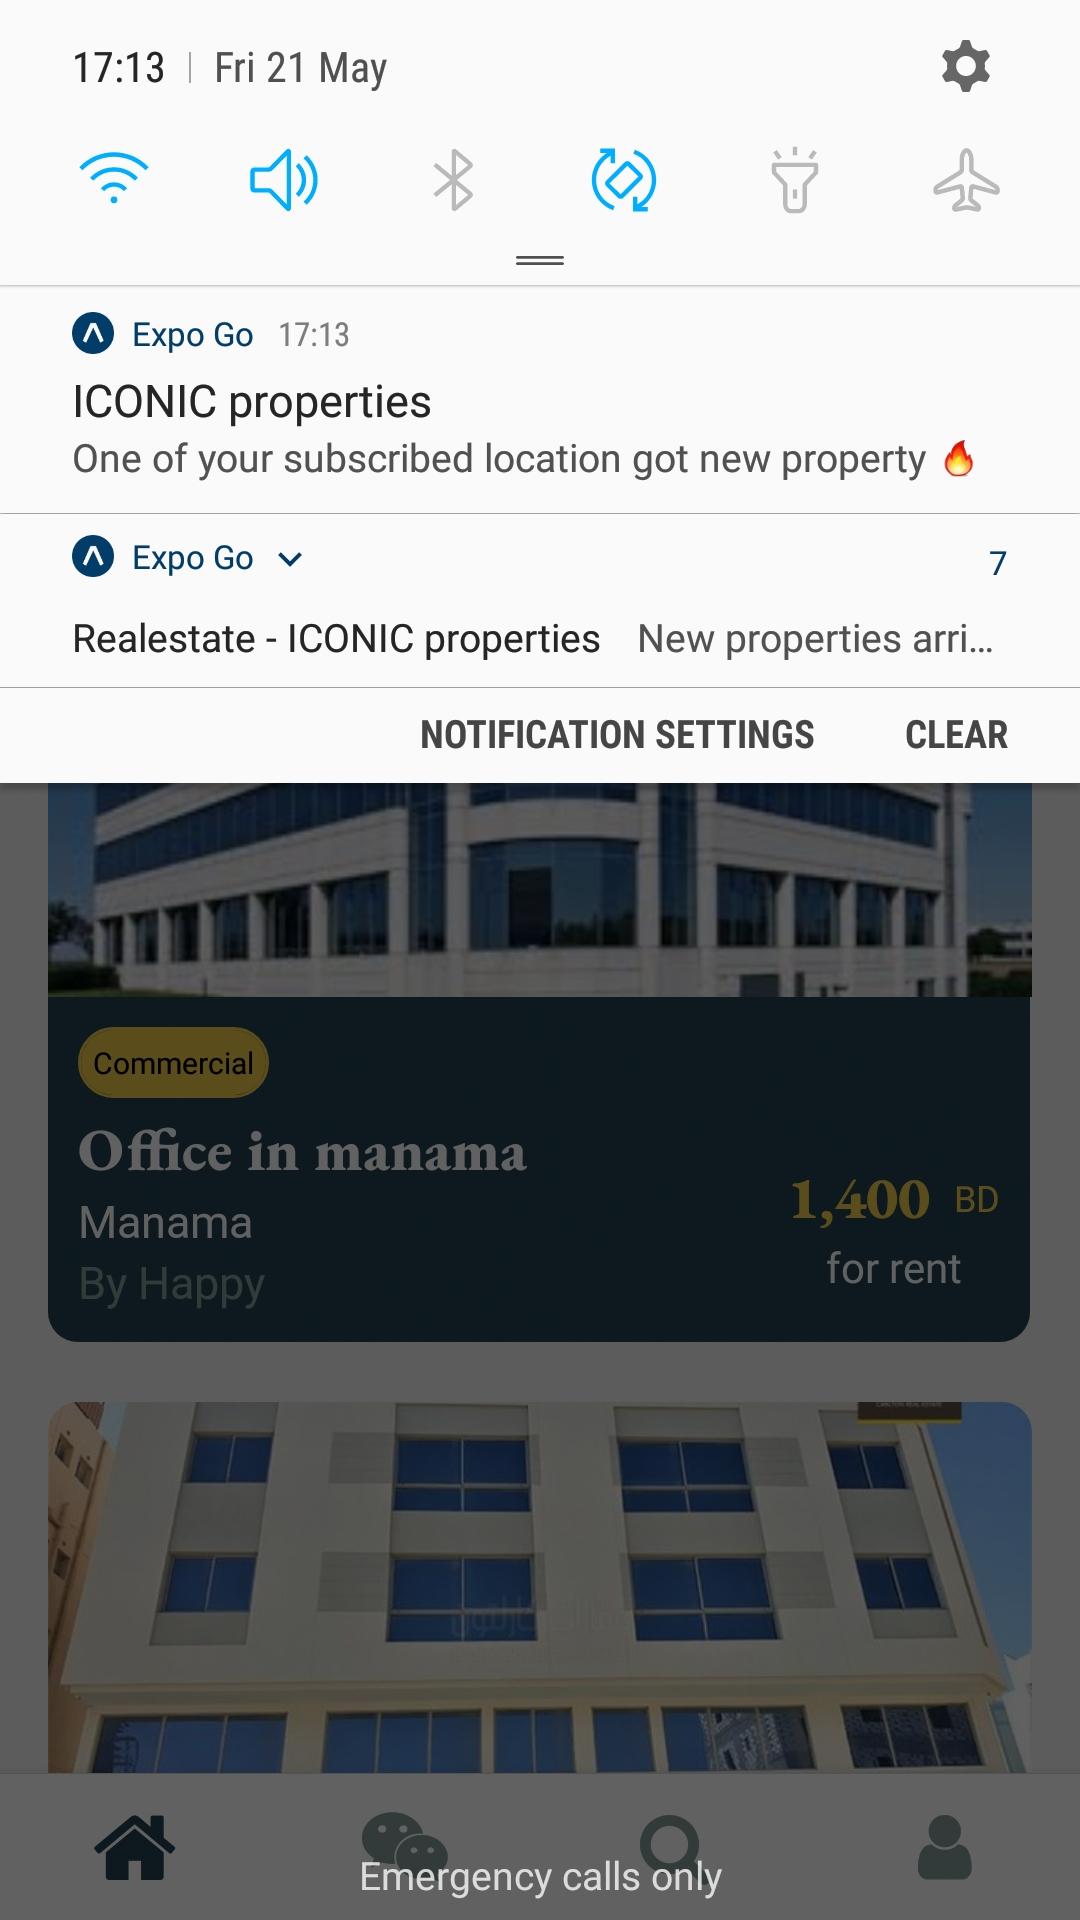 17:13 | Fri 21 May
Expo Go 17:13
ICONIC properties
One of your subscribed location got new property 🔥
Expo Go 7
Realestate - ICONIC properties New properties arri...
NOTIFICATION SETTINGS CLEAR
Commercial
Office in manama
1,400 BD
Manama
for rent
By Happy
Emergency calls only